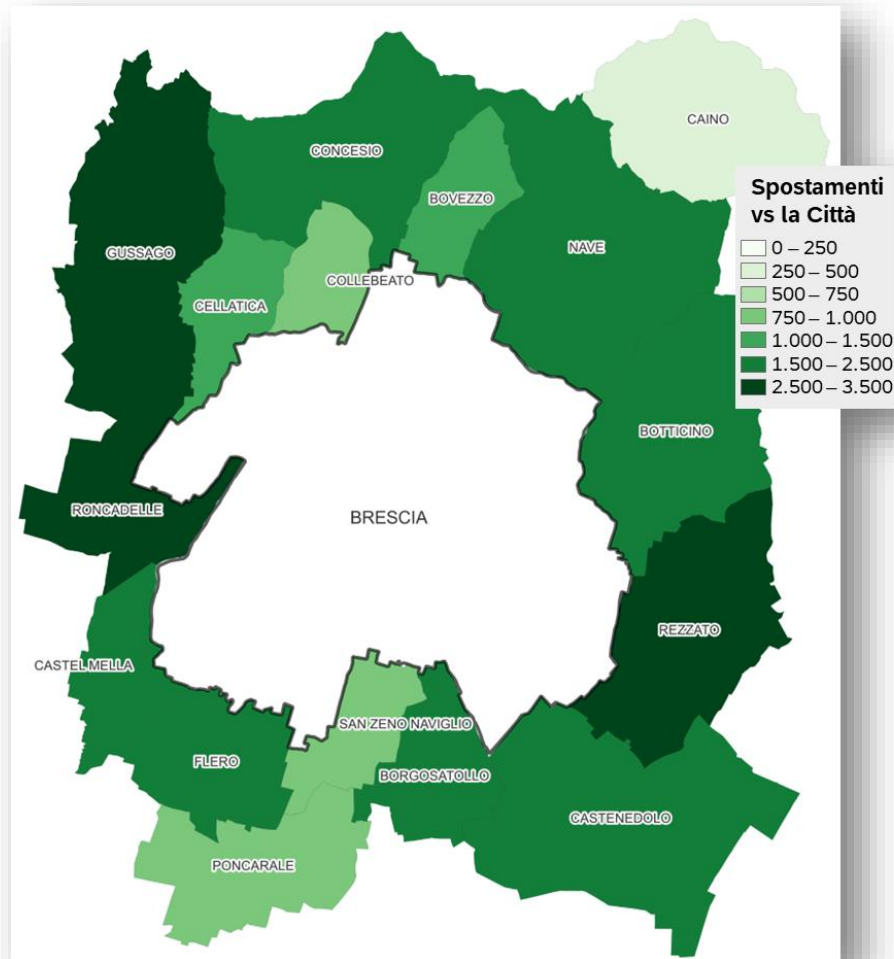 CAINO
CONCESIO
BOVEZZO
Spostamenti
vs la Città
0 – 250
250 – 500
500 – 750
750 – 1.000
1.000 – 1.500
1.500 – 2.500
2.500 – 3.500
GUSSAGO
NAVE
COLLEBEATO
CELLATICA
BOTTICINO
RONCADELLE
BRESCIA
REZZATO
CASTEL MELLA
SAN ZENO NAVIGLIO
FLERO
BORGOSATOLLO
CASTENEDOLO
PONCARALE